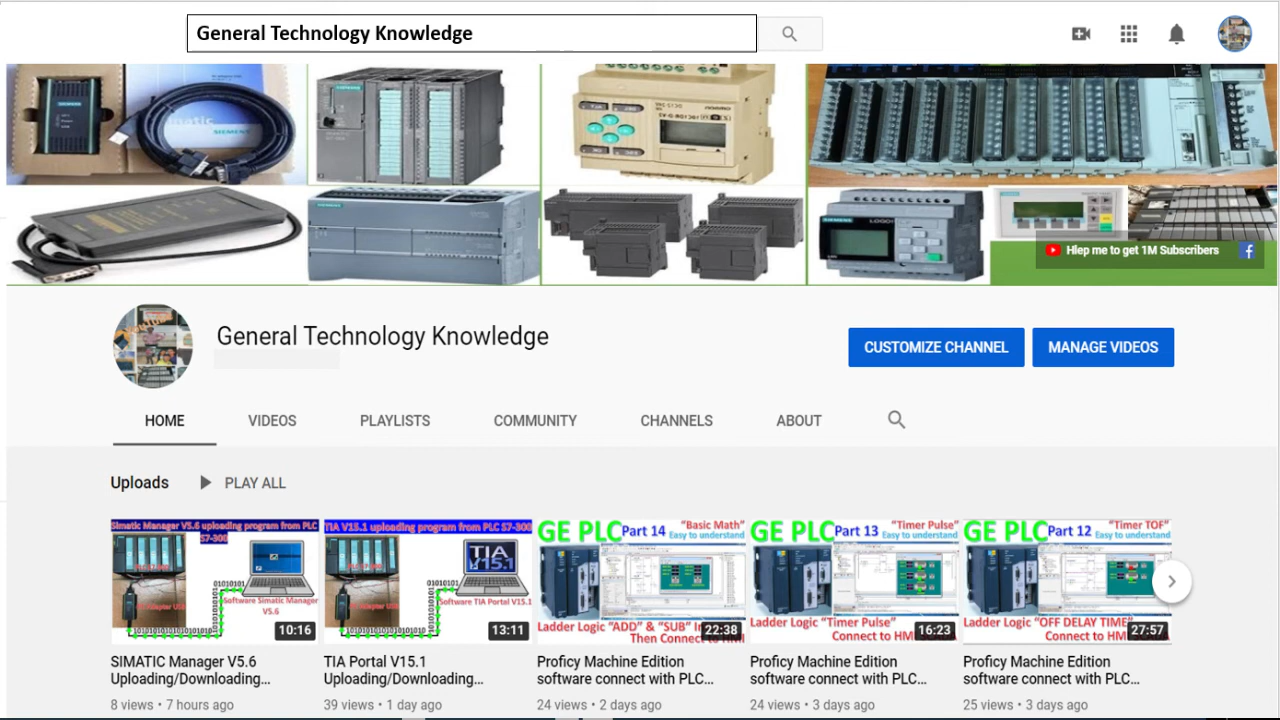 General Technology Knowledge
SIEMENS
SIEMENS
SIEMENS
SIEMENS
SIEMENS
LOGO!
Hlep me to get 1M Subscribers
General Technology Knowledge
CUSTOMIZE CHANNEL
MANAGE VIDEOS
HOME
VIDEOS
PLAYLISTS
COMMUNITY
CHANNELS
ABOUT
Uploads
PLAY ALL
Simatic Manager V5.6 uploading program from PLC
S7-300
01010101
Software Simatic Manager
V5.6
10:16
TIA V15.1 uploading program from PLC S7-300
TIA
V15.1
01010101
Software TIA Portal V15.1
13:11
GE PLC Part 14 "Basic Math"
Easy to understand
Ladder Logic "ADD" & "SUB"
Then Connect to HMI
22:38
GE PLC Part 13 "Timer Pulse"
Easy to understand
Ladder Logic "Timer Pulse"
Connect to
16:23
GE PLC Part 12 "Timer TOF"
Easy to understand
Ladder Logic "OFF DELAY TIME"
Connect to
27:57
SIMATIC Manager V5.6
Uploading/Downloading...
8 views • 7 hours ago
TIA Portal V15.1
Uploading/Downloading...
39 views • 1 day ago
Proficy Machine Edition
software connect with PLC...
24 views • 2 days ago
Proficy Machine Edition
software connect with PLC...
24 views • 3 days ago
Proficy Machine Edition
software connect with PLC...
25 views • 3 days ago